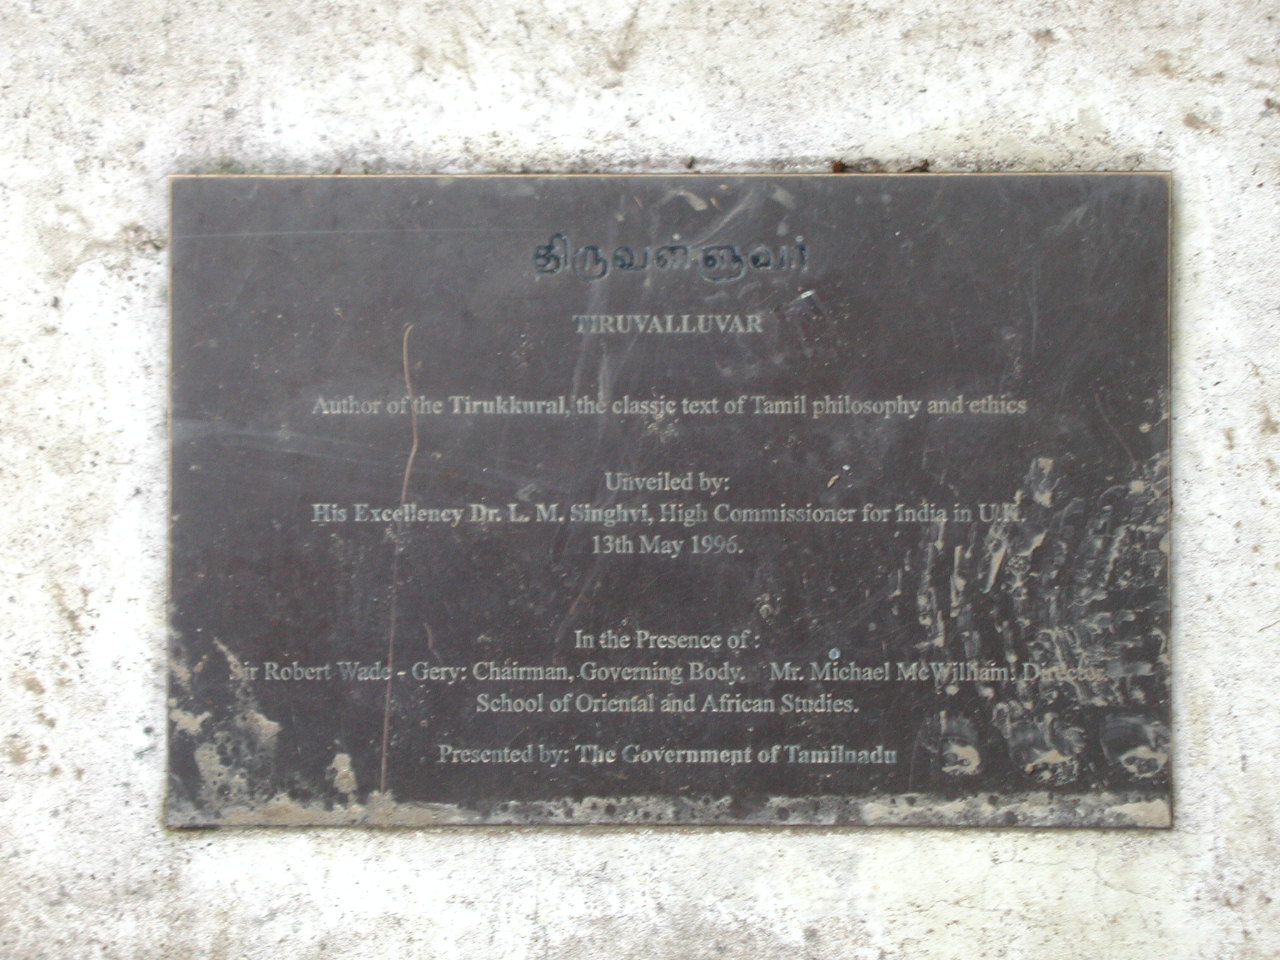 திருவள்ளுவர்
TIRUVALLUVAR
Author of the Tirukkural, the classic text of Tamil philosophy and ethics
Unveiled by:
His Excellency Dr. L. M. Singhvi, High Commissioner for India in U.K.
13th May 1996.
In the Presence of :
Sir Robert Wade - Gery: Chairman, Governing Body. Mr. Michael McWilliam: Director
School of Oriental and African Studies.
Presented by: The Government of Tamilnadu